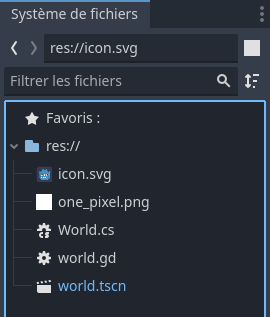 Système de fichiers
res://icon.svg
Filtrer les fichiers
Favoris :
res://
icon.svg
one_pixel.png
World.cs
world.gd
world.tscn